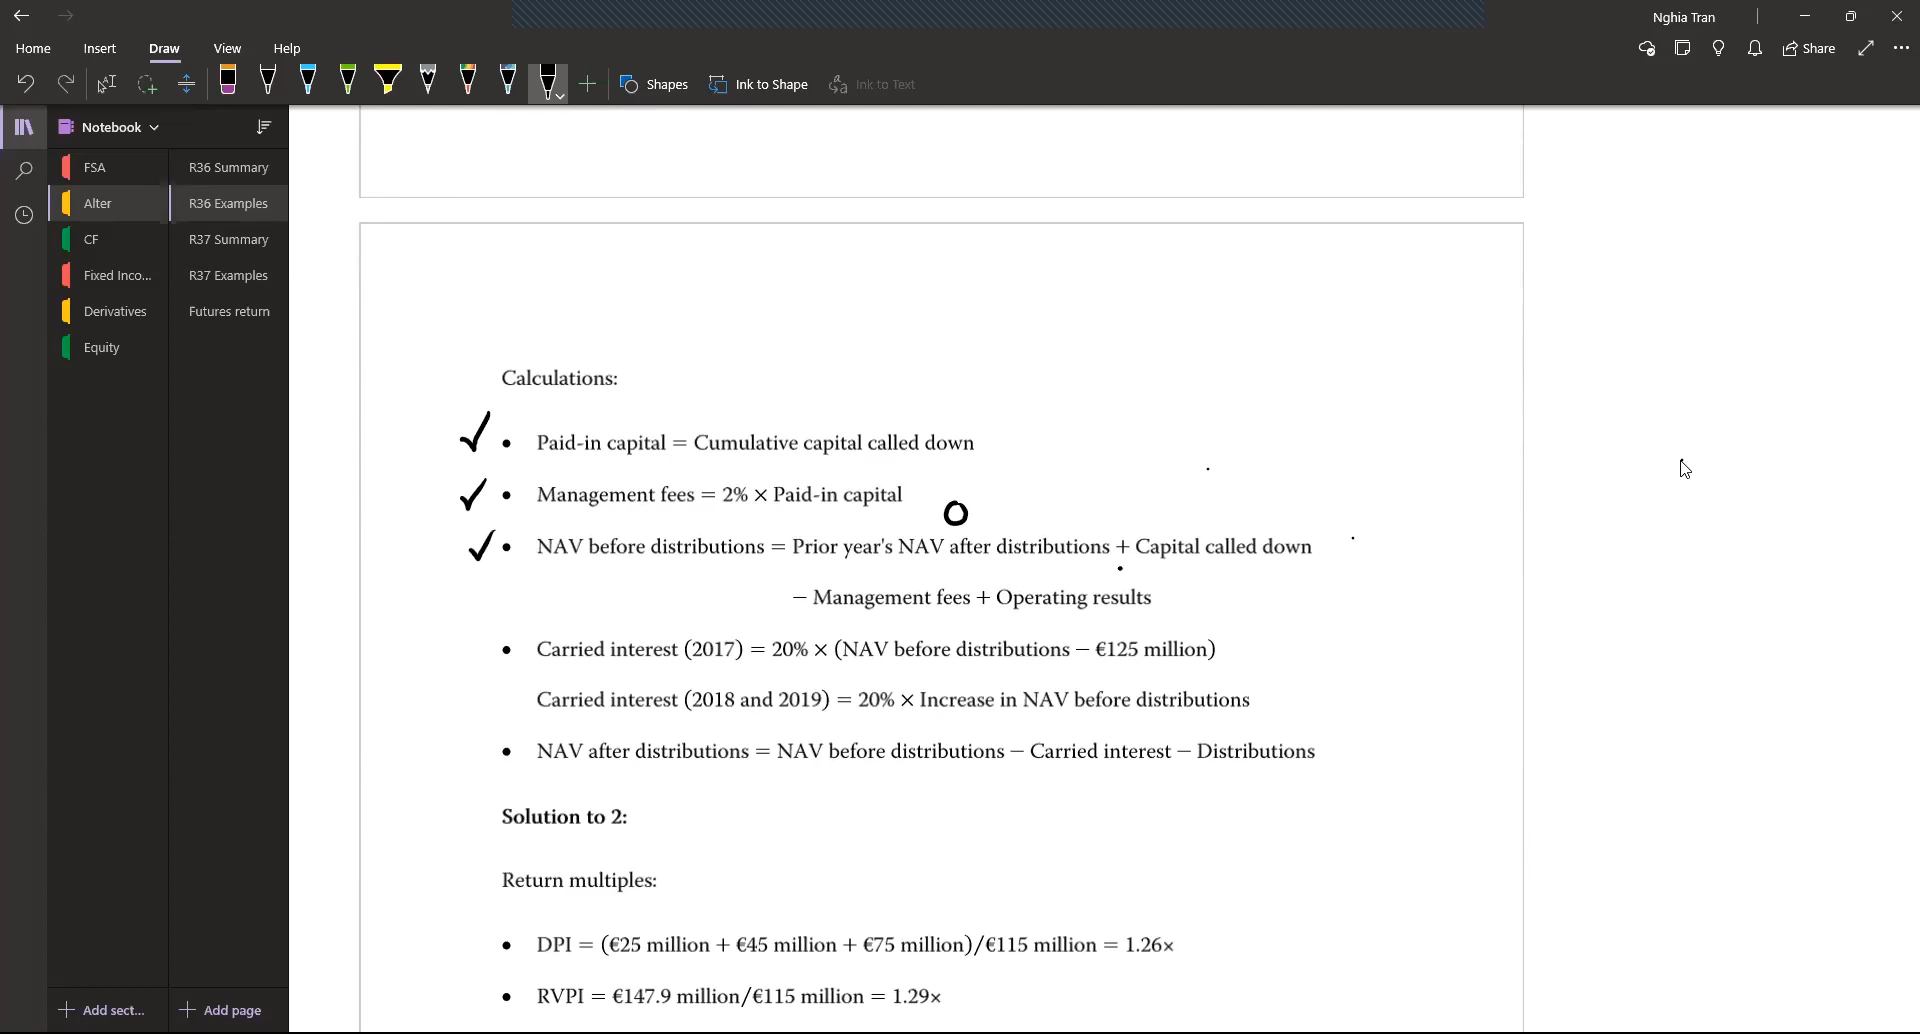 Nghia Tran
Home Insert Draw View Help
Share
Shapes Ink to Shape Ink to Text
Notebook
FSA
Alter
CF
Fixed Inco...
Derivatives
Equity
R36 Summary
R36 Examples
R37 Summary
R37 Examples
Futures return
Calculations:
• Paid-in capital = Cumulative capital called down
• Management fees = 2% × Paid-in capital
O
• NAV before distributions = Prior year's NAV after distributions + Capital called down
− Management fees + Operating results
• Carried interest (2017) = 20% × (NAV before distributions − €125 million)
Carried interest (2018 and 2019) = 20% × Increase in NAV before distributions
• NAV after distributions = NAV before distributions − Carried interest − Distributions
Solution to 2:
Return multiples:
• DPI = (€25 million + €45 million + €75 million)/€115 million = 1.26×
• RVPI = €147.9 million/€115 million = 1.29×
Add sect... Add page